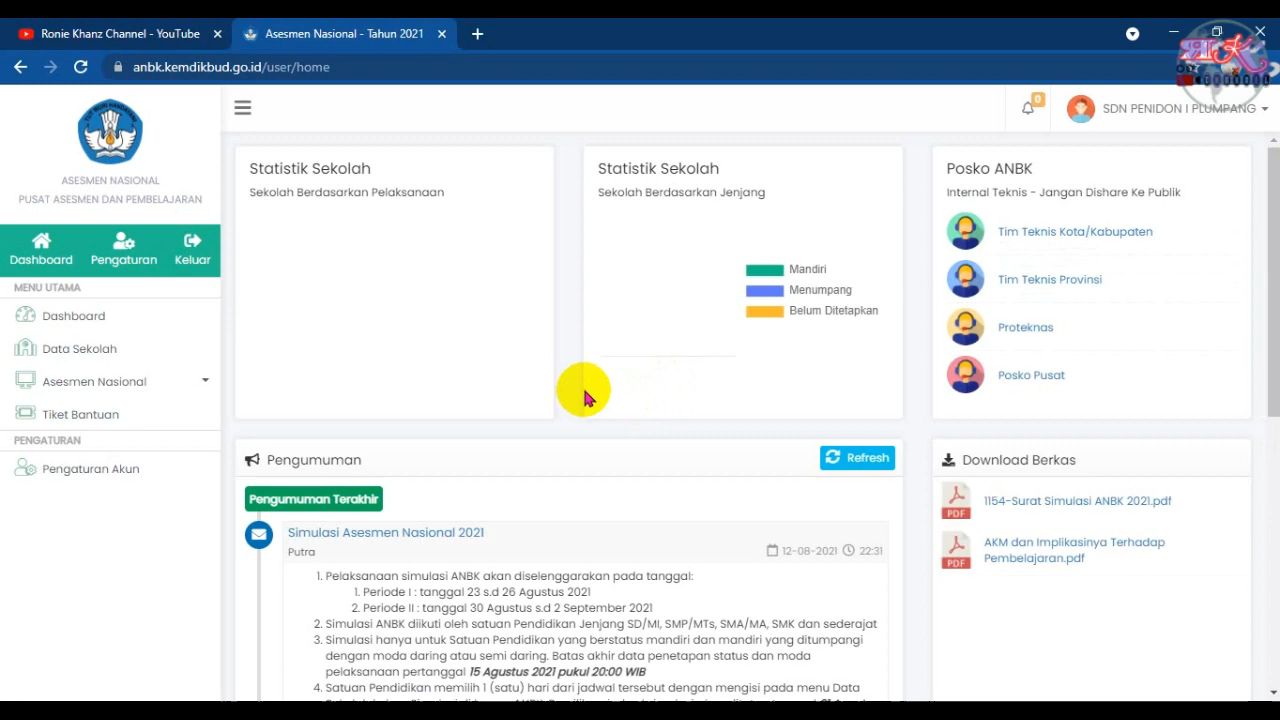 Ronie Khanz Channel - YouTube
Asesmen Nasional - Tahun 2021
anbk.kemdikbud.go.id/user/home
ASESMEN NASIONAL
PUSAT ASESMEN DAN PEMBELAJARAN
Dashboard
Pengaturan
Keluar
MENU UTAMA
Dashboard
Data Sekolah
Asesmen Nasional
Tiket Bantuan
PENGATURAN
Pengaturan Akun
0
SDN PENIDON I PLUMPANG
Statistik Sekolah
Sekolah Berdasarkan Pelaksanaan
Statistik Sekolah
Sekolah Berdasarkan Jenjang
Mandiri
Menumpang
Belum Ditetapkan
Posko ANBK
Internal Teknis - Jangan Dishare Ke Publik
Tim Teknis Kota/Kabupaten
Tim Teknis Provinsi
Proteknas
Posko Pusat
Pengumuman
Refresh
Pengumuman Terakhir
Simulasi Asesmen Nasional 2021
Putra
12-08-2021 22:31
1. Pelaksanaan simulasi ANBK akan diselenggarakan pada tanggal:
1. Periode I : tanggal 23 s.d 26 Agustus 2021
2. Periode II : tanggal 30 Agustus s.d 2 September 2021
2. Simulasi ANBK diikuti oleh satuan Pendidikan Jenjang SD/MI, SMP/MTs, SMA/MA, SMK dan sederajat
3. Simulasi hanya untuk Satuan Pendidikan yang berstatus mandiri dan mandiri yang ditumpangi
dengan moda daring atau semi daring. Batas akhir data penetapan status dan moda
pelaksanaan pertanggal 15 Agustus 2021 pukul 20:00 WIB
4. Satuan Pendidikan memilih 1 (satu) hari dari jadwal tersebut dengan mengisi pada menu Data
Download Berkas
PDF
1154-Surat Simulasi ANBK 2021.pdf
PDF
AKM dan Implikasinya Terhadap
Pembelajaran.pdf